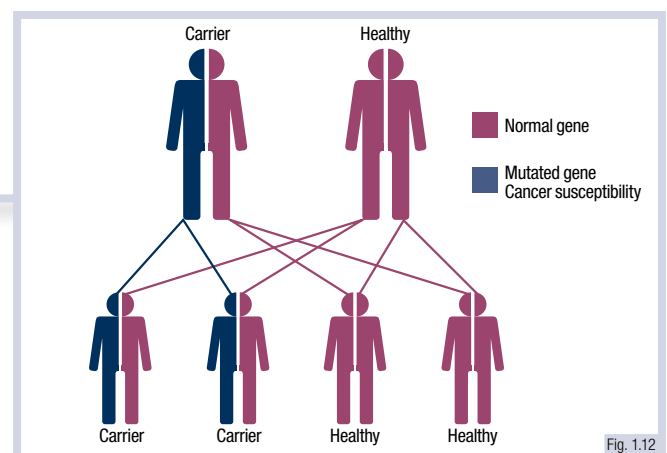 Carrier
Healthy
Normal gene
Mutated gene
Cancer susceptibility
Carrier
Carrier
Healthy
Healthy
Fig. 1.12